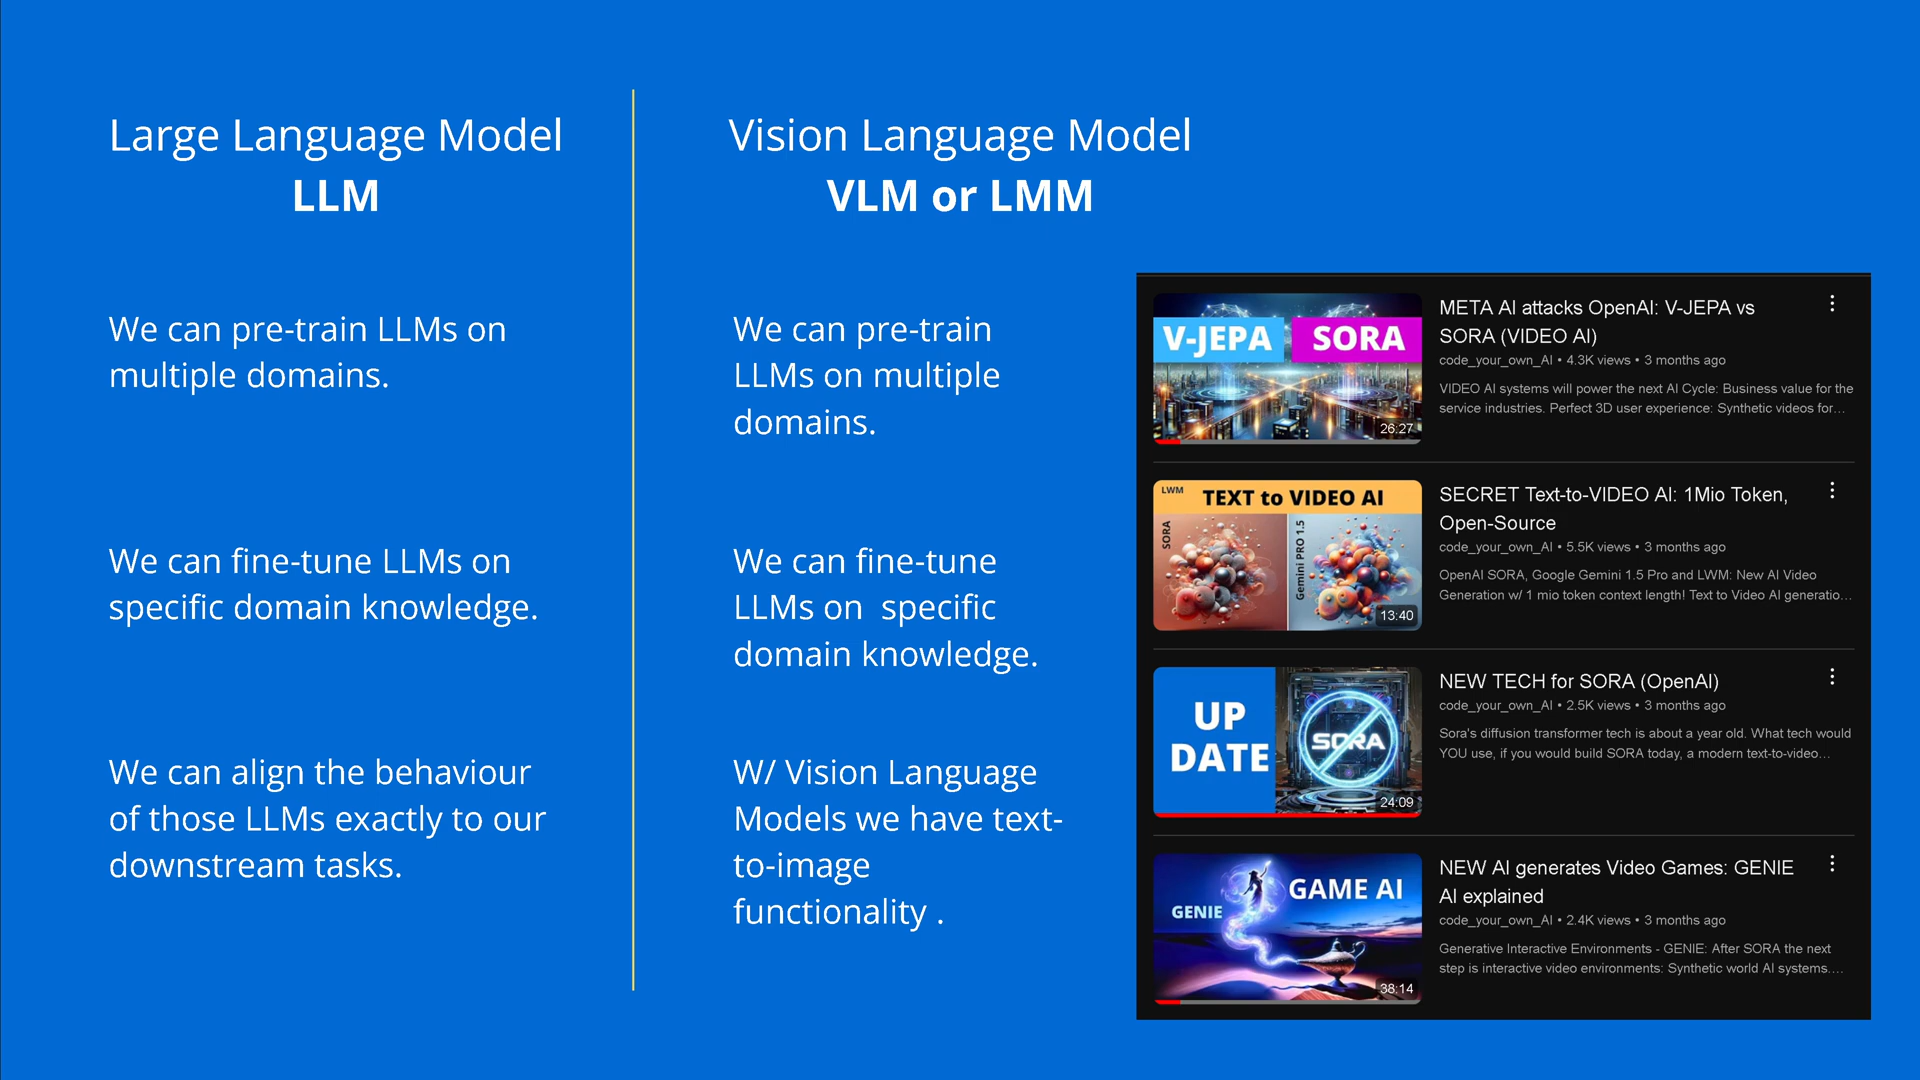 Large Language Model
LLM
We can pre-train LLMs on
multiple domains.
We can fine-tune LLMs on
specific domain knowledge.
We can align the behaviour
of those LLMs exactly to our
downstream tasks.
Vision Language Model
VLM or LMM
We can pre-train
LLMs on multiple
domains.
We can fine-tune
LLMs on  specific
domain knowledge.
W/ Vision Language
Models we have text-
to-image
functionality .
V-JEPA
SORA
26:27
META AI attacks OpenAI: V-JEPA vs
SORA (VIDEO AI)
code_your_own_AI • 4.3K views • 3 months ago
VIDEO AI systems will power the next AI Cycle: Business value for the
service industries. Perfect 3D user experience: Synthetic videos for...
LWM
TEXT to VIDEO AI
SORA
Gemini PRO 1.5
13:40
SECRET Text-to-VIDEO AI: 1Mio Token,
Open-Source
code_your_own_AI • 5.5K views • 3 months ago
OpenAI SORA, Google Gemini 1.5 Pro and LWM: New AI Video
Generation w/ 1 mio token context length! Text to Video AI generatio...
UP
DATE
SORA
24:09
NEW TECH for SORA (OpenAI)
code_your_own_AI • 2.5K views • 3 months ago
Sora's diffusion transformer tech is about a year old. What tech would
YOU use, if you would build SORA today, a modern text-to-video...
GENIE
GAME AI
38:14
NEW AI generates Video Games: GENIE
AI explained
code_your_own_AI • 2.4K views • 3 months ago
Generative Interactive Environments - GENIE: After SORA the next
step is interactive video environments: Synthetic world AI systems....